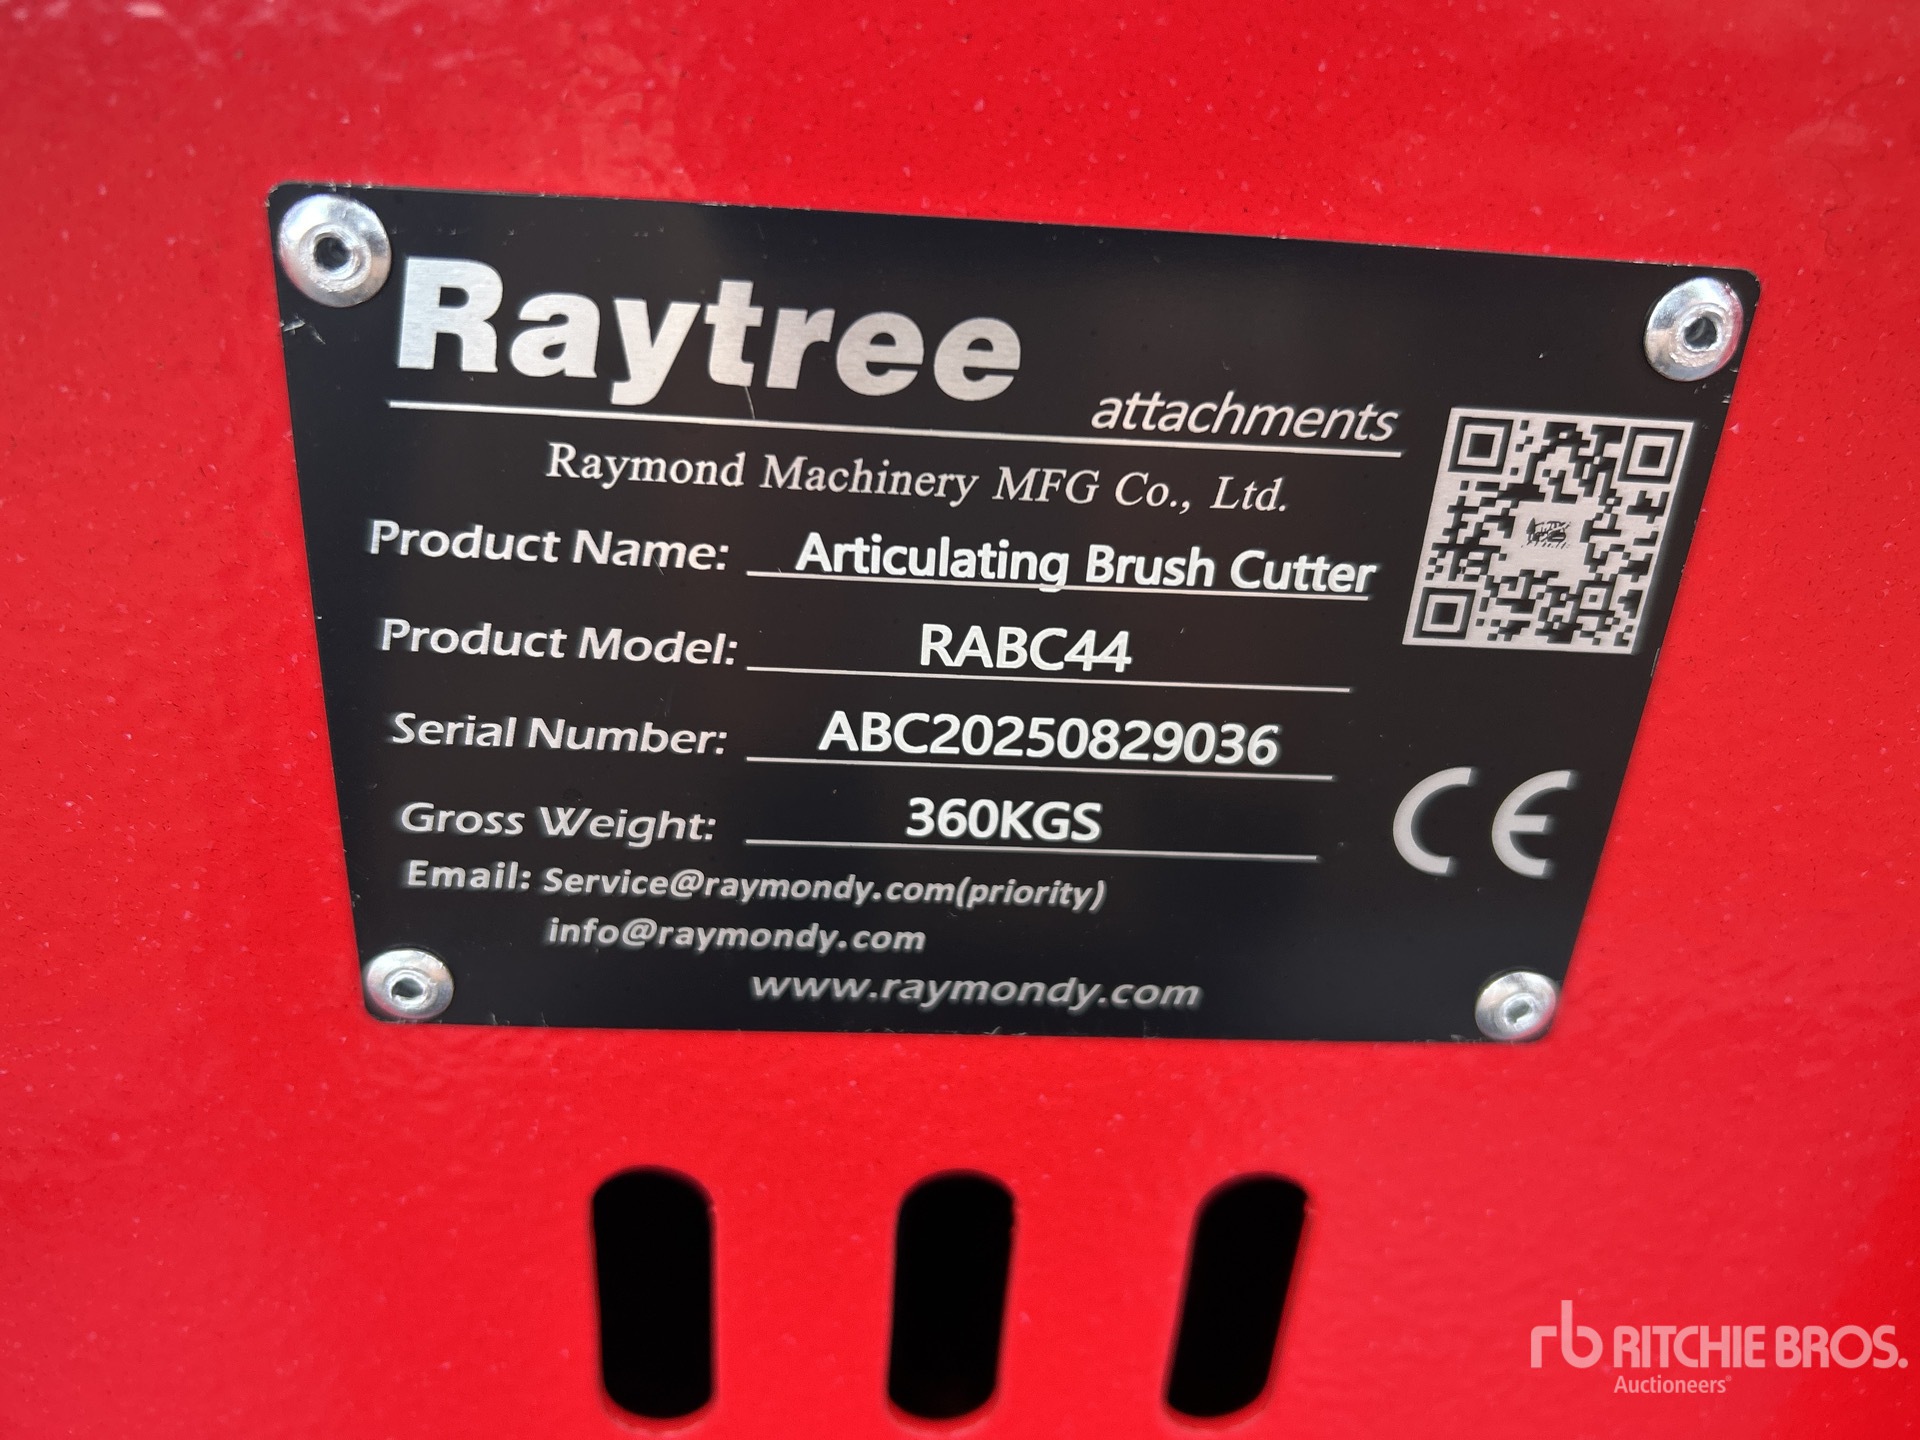 Raytree
attachments
Raymond Machinery MFG Co., Ltd.
Product Name: Articulating Brush Cutter
Product Model: RABC44
Serial Number: ABC20250829036
Gross Weight: 360KGS
CE
Email: Service@raymondy.com(priority)
info@raymondy.com
www.raymondy.com
rb RITCHIE BROS.
Auctioneers